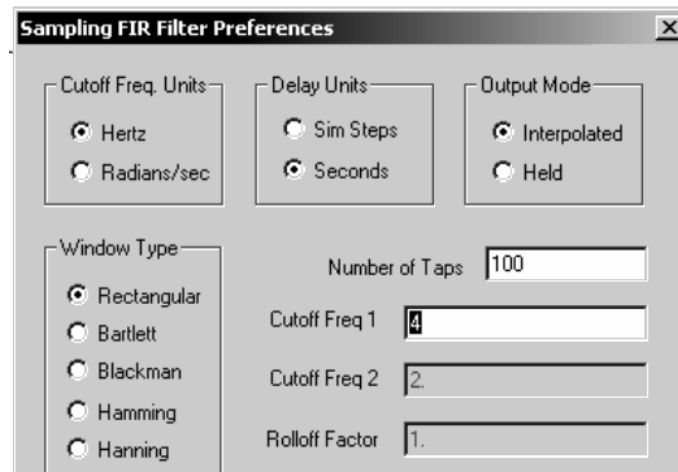 Sampling FIR Filter Preferences
Cutoff Freq. Units
Hertz
Radians/sec
Delay Units
Sim Steps
Seconds
Output Mode
Interpolated
Held
Window Type
Rectangular
Bartlett
Blackman
Hamming
Hanning
Number of Taps 100
Cutoff Freq 1 4
Cutoff Freq 2 2.
Rolloff Factor 1.